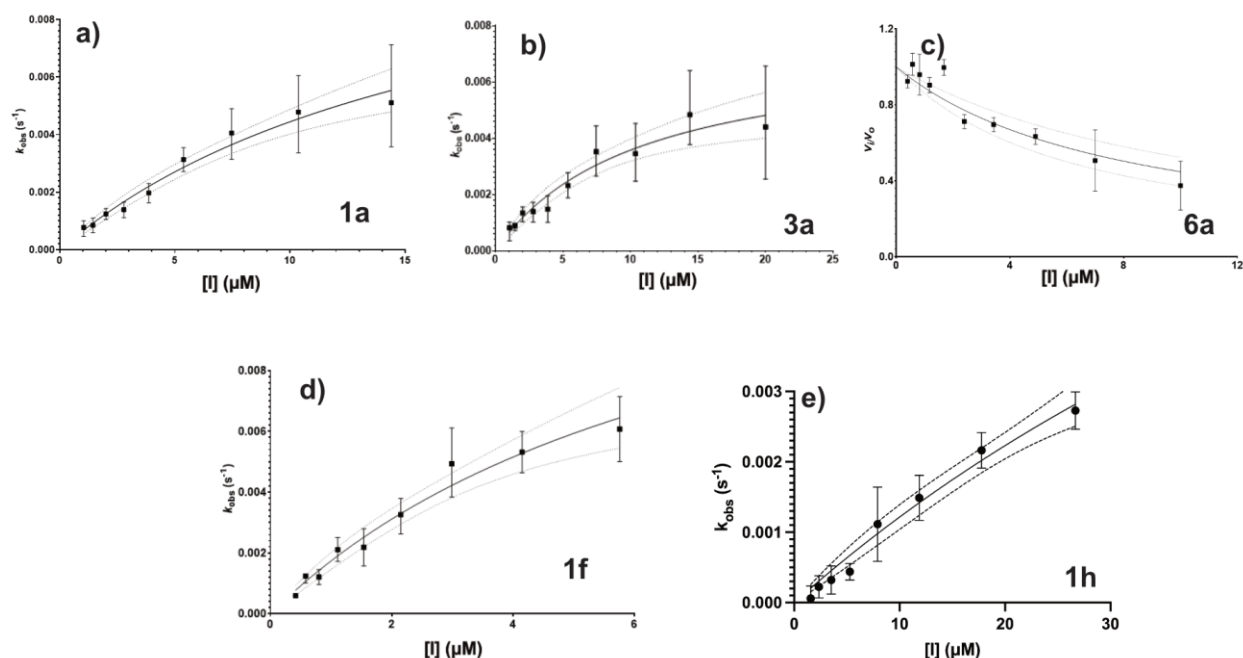 a)
0.008
0.006
0.004
0.002
0.000
kobs (s-1)
0 5 10 15
[I] (µM)
1a
b)
0.008
0.006
0.004
0.002
0.000
kobs (s-1)
0 5 10 15 20 25
[I] (µM)
3a
c)
1.2
0.8
0.4
0.0
vi/vo
0 4 8 12
[I] (µM)
6a
d)
0.008
0.006
0.004
0.002
0.000
kobs (s-1)
0 2 4 6
[I] (µM)
1f
e)
0.003
0.002
0.001
0.000
kobs (s-1)
0 10 20 30
[I] (µM)
1h